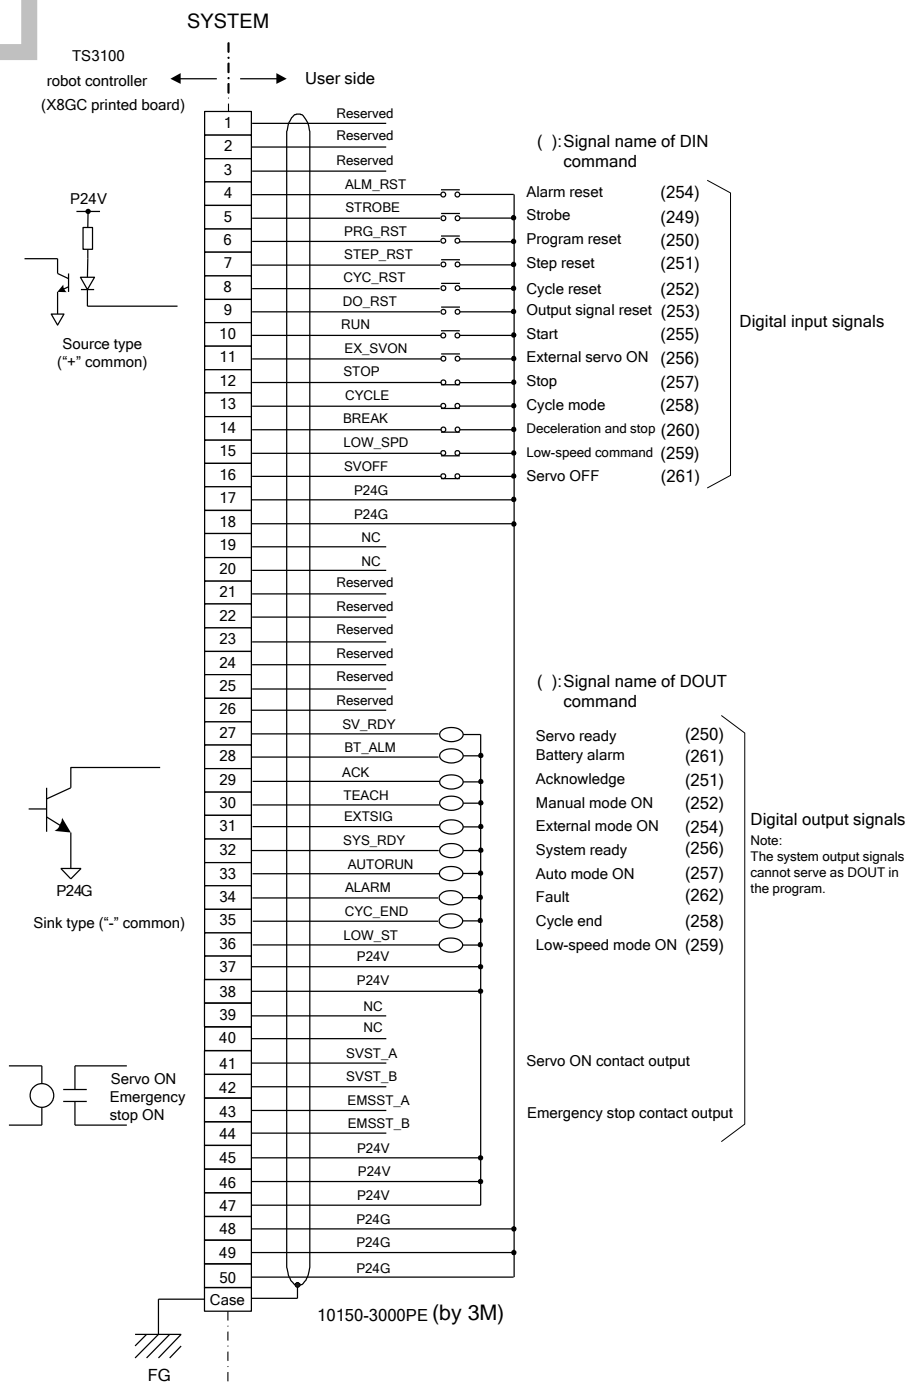 SYSTEM
TS3100
robot controller
(X8GC printed board)
User side
1 Reserved
2 Reserved
3 Reserved
( ):Signal name of DIN
command
4 ALM_RST Alarm reset (254)
5 STROBE Strobe (249)
6 PRG_RST Program reset (250)
7 STEP_RST Step reset (251)
8 CYC_RST Cycle reset (252)
9 DO_RST Output signal reset (253)
10 RUN Start (255)
11 EX_SVON External servo ON (256)
12 STOP Stop (257)
13 CYCLE Cycle mode (258)
14 BREAK Deceleration and stop (260)
15 LOW_SPD Low-speed command (259)
16 SVOFF Servo OFF (261)
Digital input signals
P24V
Source type
(“+” common)
17 P24G
18 P24G
19 NC
20 NC
21 Reserved
22 Reserved
23 Reserved
24 Reserved
25 Reserved
26 Reserved
( ):Signal name of DOUT
command
27 SV_RDY Servo ready (250)
28 BT_ALM Battery alarm (261)
29 ACK Acknowledge (251)
30 TEACH Manual mode ON (252)
31 EXTSIG External mode ON (254)
32 SYS_RDY System ready (256)
33 AUTORUN Auto mode ON (257)
34 ALARM Fault (262)
35 CYC_END Cycle end (258)
36 LOW_ST Low-speed mode ON (259)
Digital output signals
Note:
The system output signals
cannot serve as DOUT in
the program.
P24G
Sink type (“-” common)
37 P24V
38 P24V
39 NC
40 NC
41 SVST_A Servo ON contact output
42 SVST_B
43 EMSST_A Emergency stop contact output
44 EMSST_B
Servo ON
Emergency
stop ON
45 P24V
46 P24V
47 P24V
48 P24G
49 P24G
50 P24G
Case
10150-3000PE (by 3M)
FG